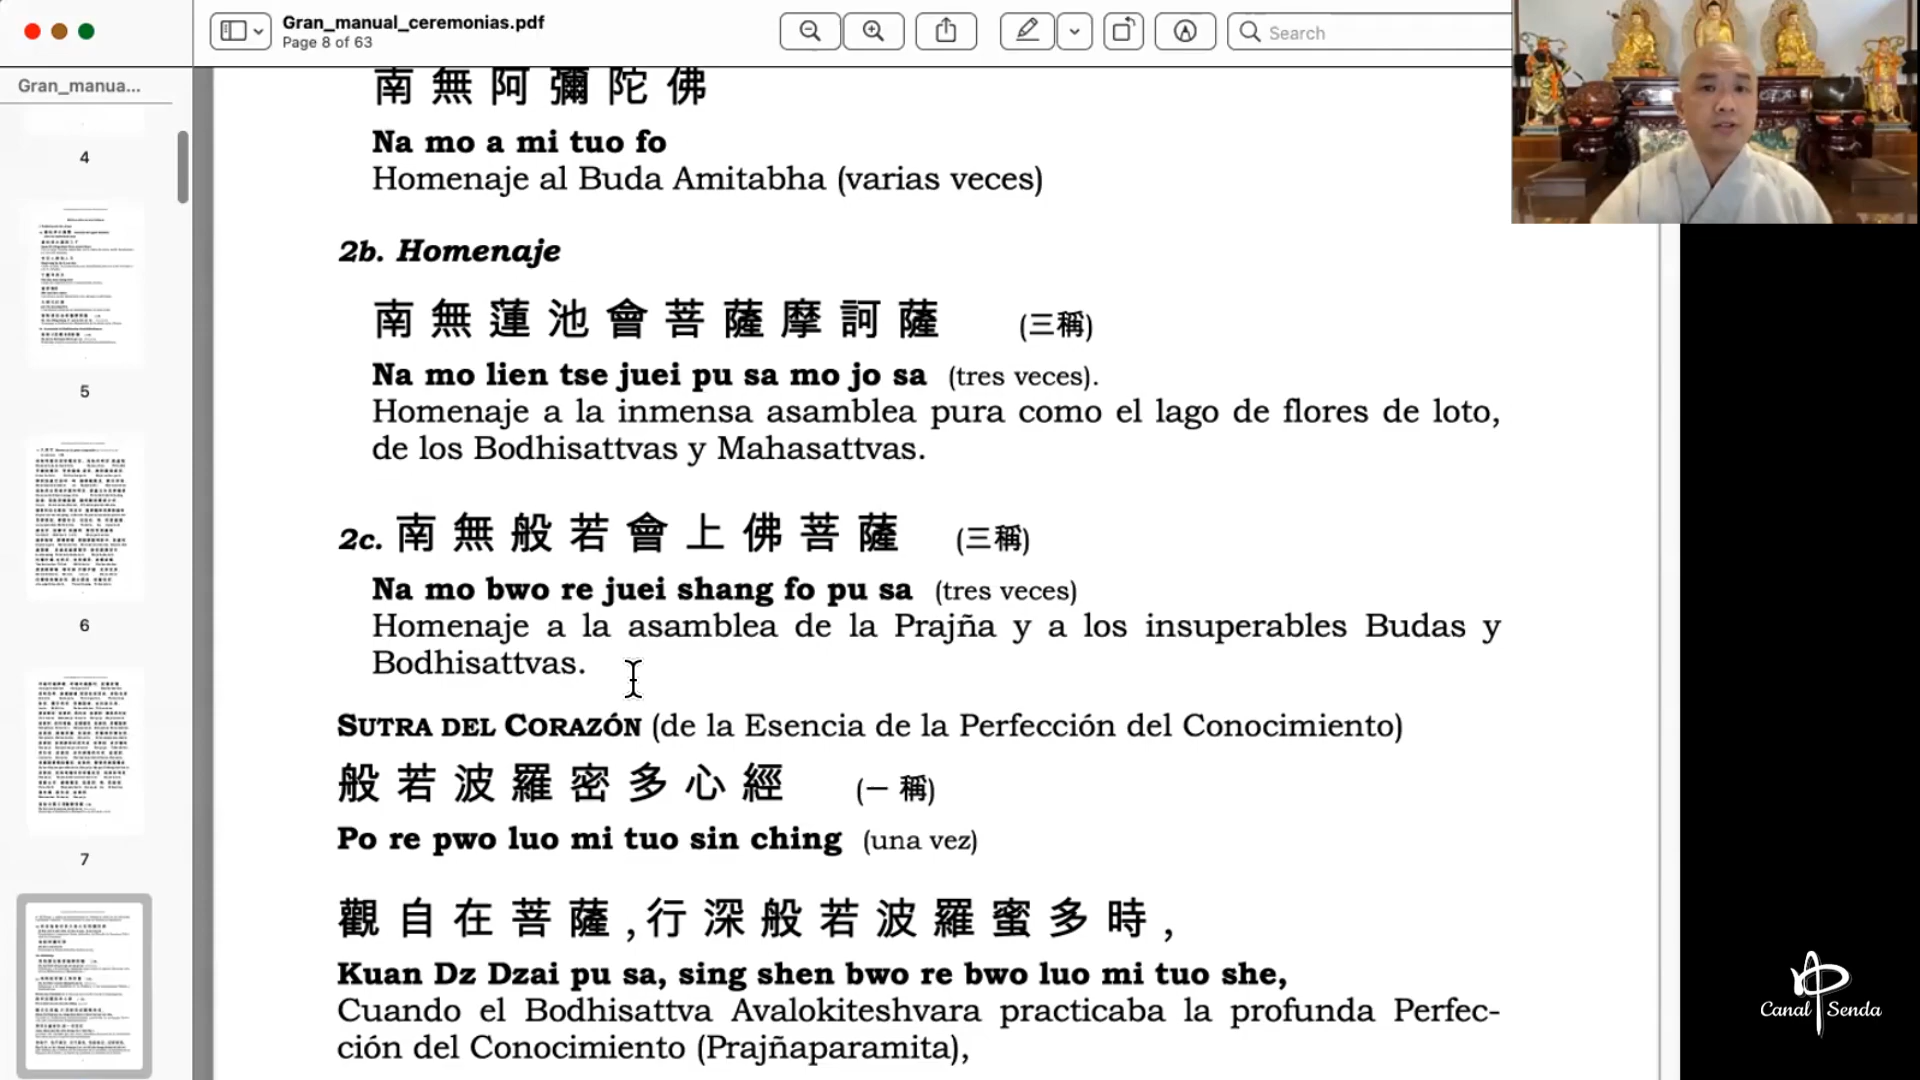 Gran_manual_ceremonias.pdf
Page 8 of 63
Search
Gran_manua...
4
5
6
7
南無阿彌陀佛
Na mo a mi tuo fo
Homenaje al Buda Amitabha (varias veces)
2b. Homenaje
南無蓮池會菩薩摩訶薩 (三稱)
Na mo lien tse juei pu sa mo jo sa (tres veces).
Homenaje a la inmensa asamblea pura como el lago de flores de loto,
de los Bodhisattvas y Mahasattvas.
2c. 南無般若會上佛菩薩 (三稱)
Na mo bwo re juei shang fo pu sa (tres veces)
Homenaje a la asamblea de la Prajña y a los insuperables Budas y
Bodhisattvas.
SUTRA DEL CORAZÓN (de la Esencia de la Perfección del Conocimiento)
般若波羅密多心經 (一稱)
Po re pwo luo mi tuo sin ching (una vez)
觀自在菩薩,行深般若波羅蜜多時,
Kuan Dz Dzai pu sa, sing shen bwo re bwo luo mi tuo she,
Cuando el Bodhisattva Avalokiteshvara practicaba la profunda Perfec-
ción del Conocimiento (Prajñaparamita),
Canal Senda